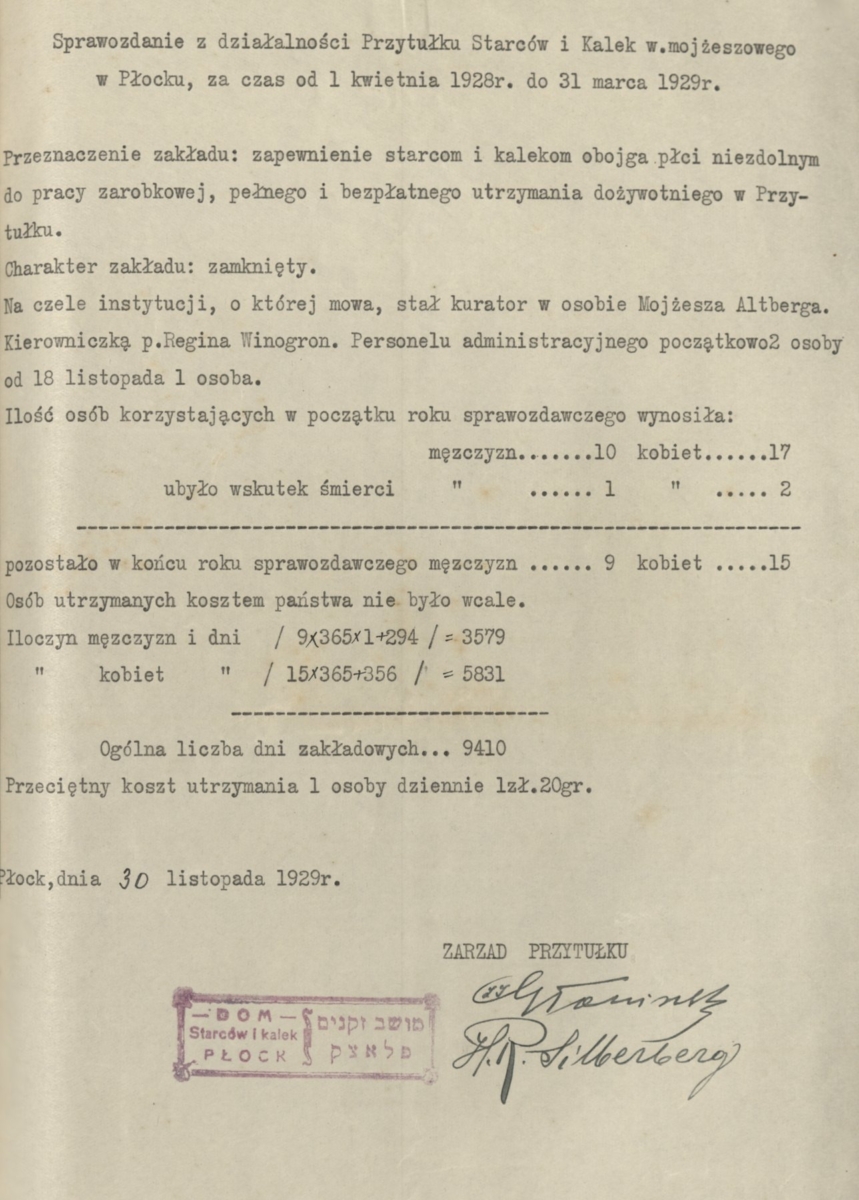 Sprawozdanie z działalności Przytułku Starców i Kalek w.mojżeszowego
w Płocku, za czas od 1 kwietnia 1928r. do 31 marca 1929r.
Przeznaczenie zakładu: zapewnienie starcom i kalekom obojga płci niezdolnym
do pracy zarobkowej, pełnego i bezpłatnego utrzymania dożywotniego w Przy-
tułku.
Charakter zakładu: zamknięty.
Na czele instytucji, o której mowa, stał kurator w osobie Mojżesza Altberga.
Kierowniczką p.Regina Winogron. Personelu administracyjnego początkowo2 osoby
od 18 listopada 1 osoba.
Ilość osób korzystających w początku roku sprawozdawczego wynosiła:
męzczyzn.......10 kobiet......17
ubyło wskutek śmierci " ...... 1 " ..... 2
pozostało w końcu roku sprawozdawczego męzczyzn ...... 9 kobiet .....15
Osób utrzymanych kosztem państwa nie było wcale.
Iloczyn męzczyzn i dni / 9x365x1+294 / = 3579
" kobiet " / 15x365+356 / = 5831
Ogólna liczba dni zakładowych... 9410
Przeciętny koszt utrzymania 1 osoby dziennie 1zł.20gr.
Płock,dnia 30 listopada 1929r.
ZARZAD PRZYTUŁKU
H.R. Silberberg
— DOM —
Starców i kalek
PŁOCK
מושב זקנים
פלאצק